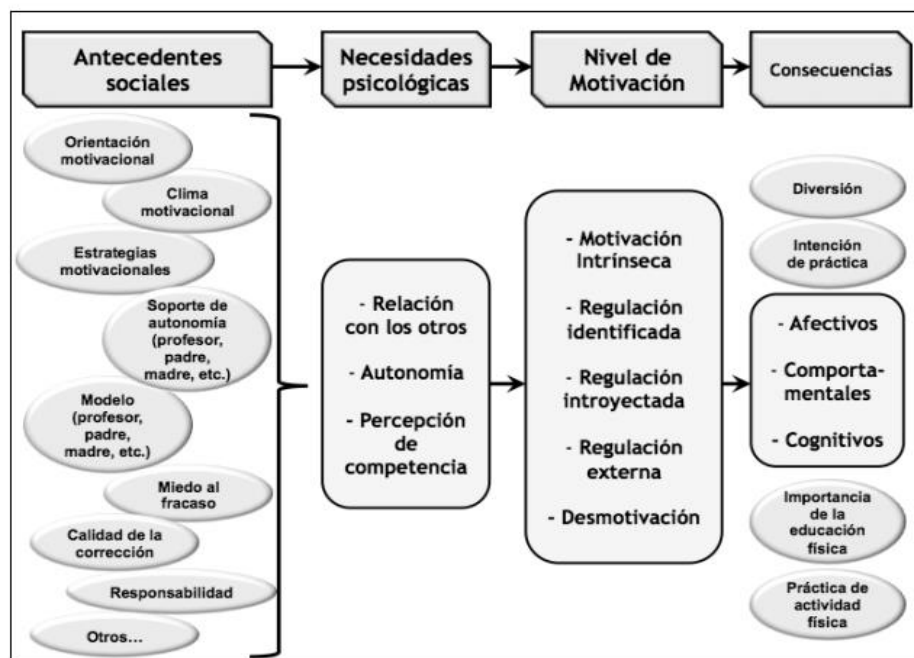 Antecedentes
sociales
Necesidades
psicológicas
Nivel de
Motivación
Consecuencias
Orientación
motivacional
Clima
motivacional
Estrategias
motivacionales
Soporte de
autonomía
(profesor,
padre,
madre, etc.)
Modelo
(profesor,
padre,
madre, etc.)
Miedo al
fracaso
Calidad de la
corrección
Responsabilidad
Otros...
- Relación
con los otros
- Autonomía
- Percepción
de
competencia
- Motivación
Intrínseca
- Regulación
identificada
- Regulación
introyectada
- Regulación
externa
- Desmotivación
Diversión
Intención
de práctica
- Afectivos
- Comporta-
mentales
- Cognitivos
Importancia
de la
educación
física
Práctica de
actividad
física